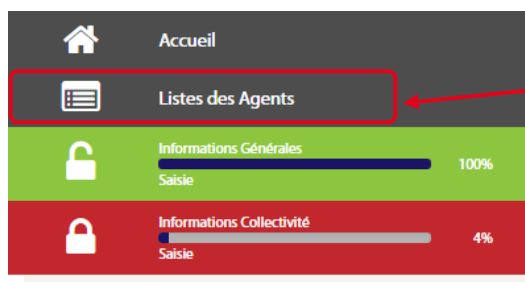 Accueil
Listes des Agents
Informations Générales
100%
Saisie
Informations Collectivité
4%
Saisie